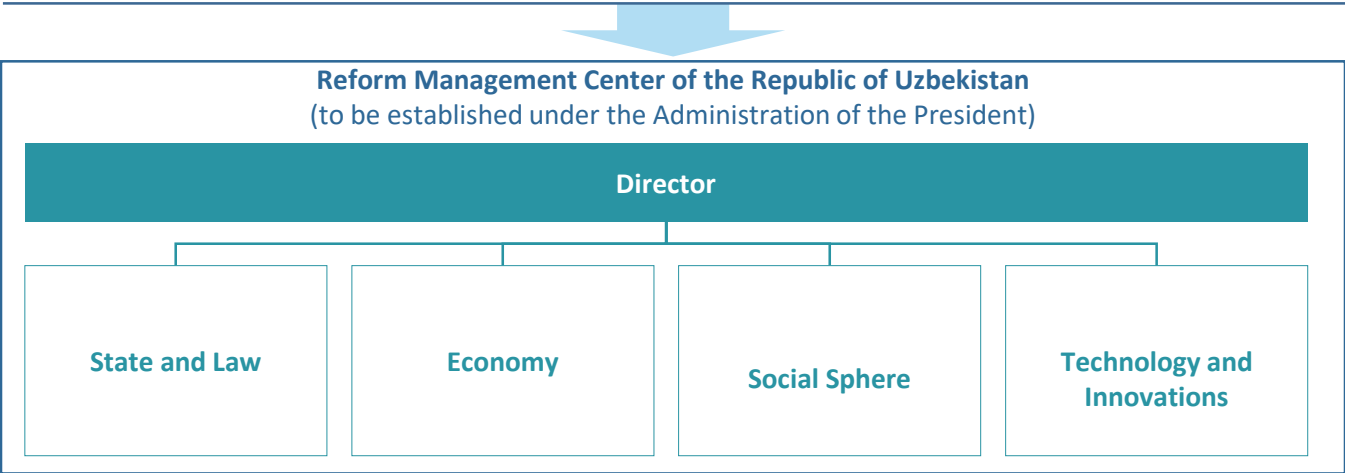 Reform Management Center of the Republic of Uzbekistan
(to be established under the Administration of the President)
Director
State and Law
Economy
Social Sphere
Technology and
Innovations